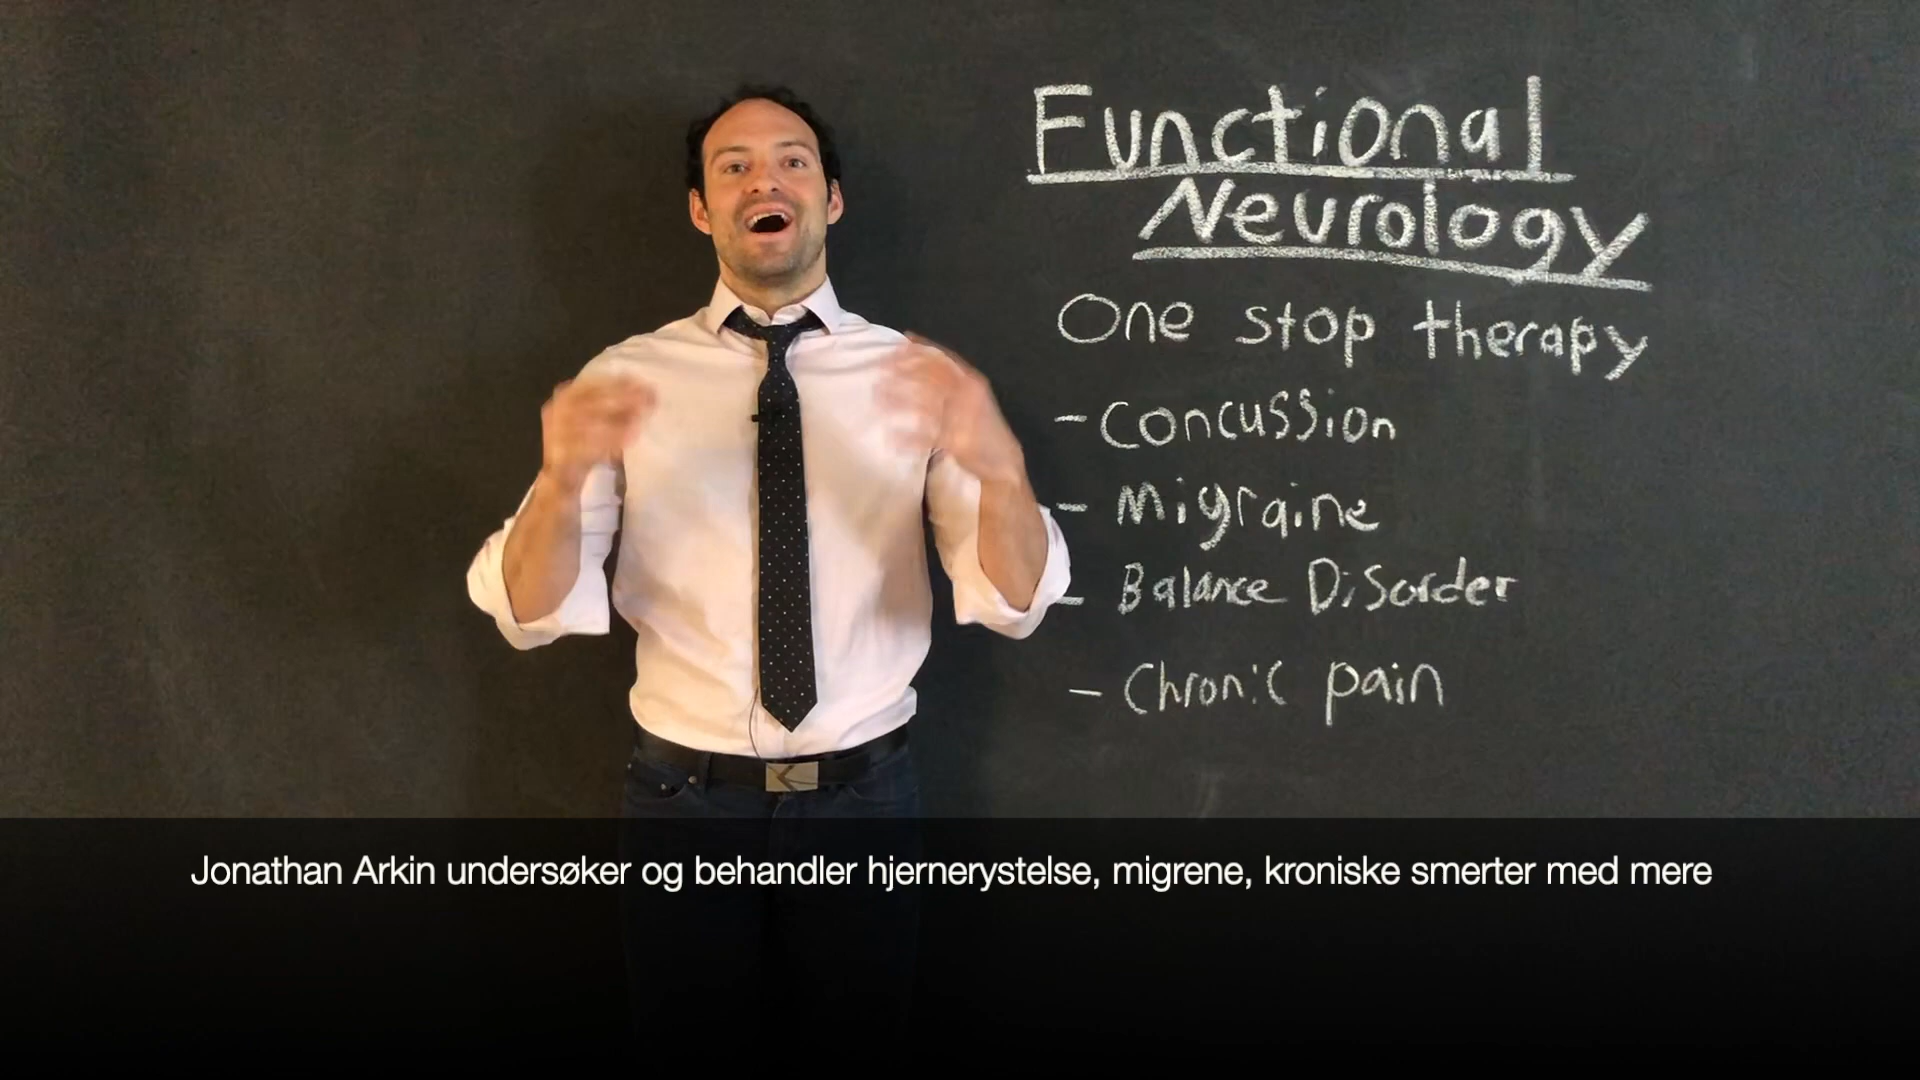 Functional
Neurology
One stop therapy
- Concussion
- Migraine
- Balance Disorder
- Chronic pain
Jonathan Arkin undersøker og behandler hjernerystelse, migrene, kroniske smerter med mere